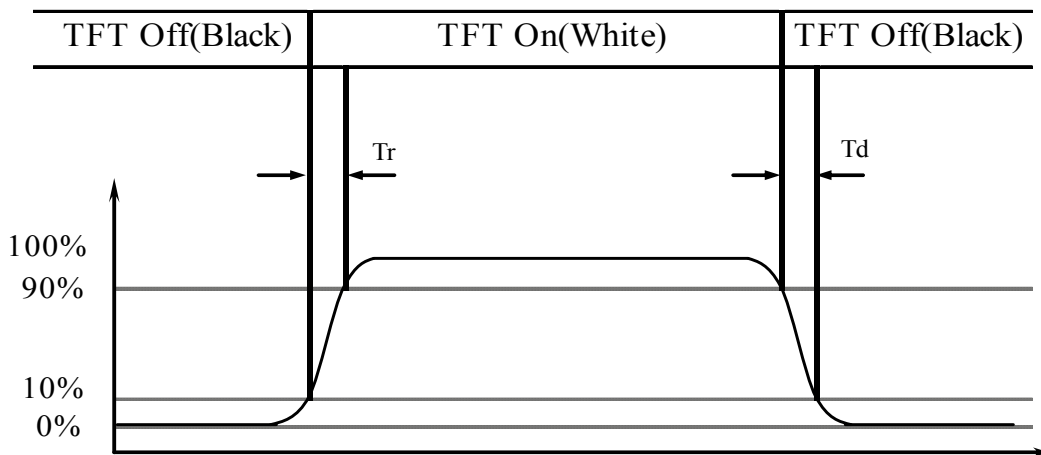 TFT Off(Black) TFT On(White) TFT Off(Black)
Tr Td
100%
90%
10%
0%